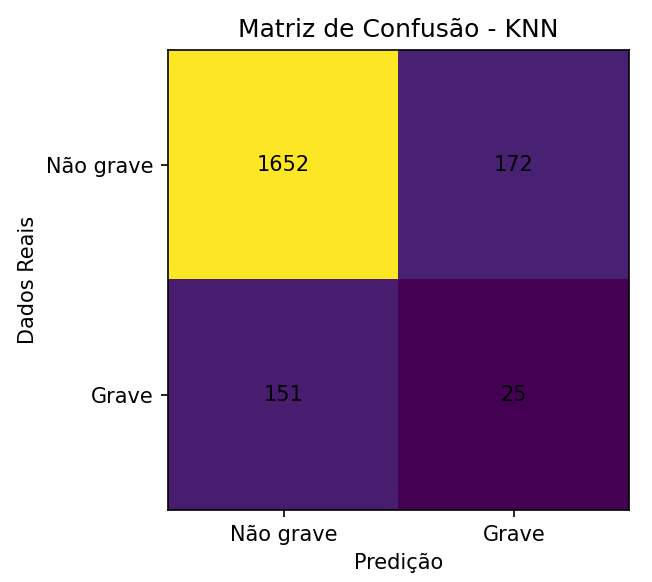 Matriz de Confusão - KNN
Dados Reais
Não grave
1652
172
Grave
151
25
Não grave
Grave
Predição